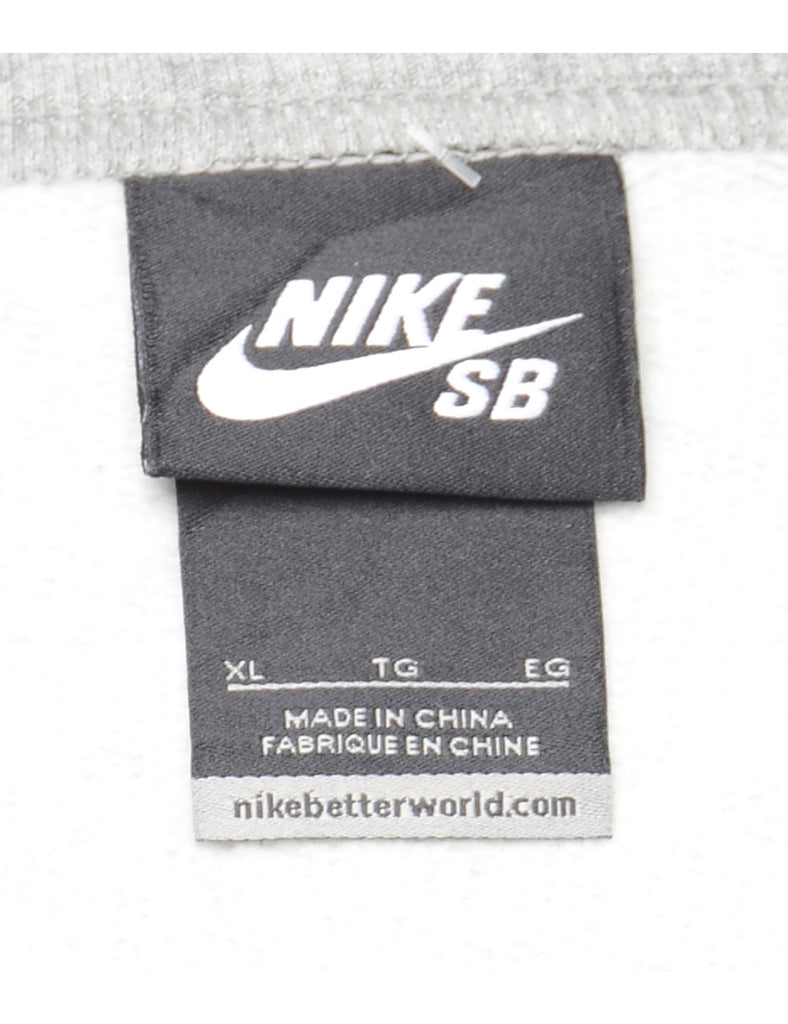 NIKE
SB
XL TG EG
MADE IN CHINA
FABRIQUE EN CHINE
nikebetterworld.com